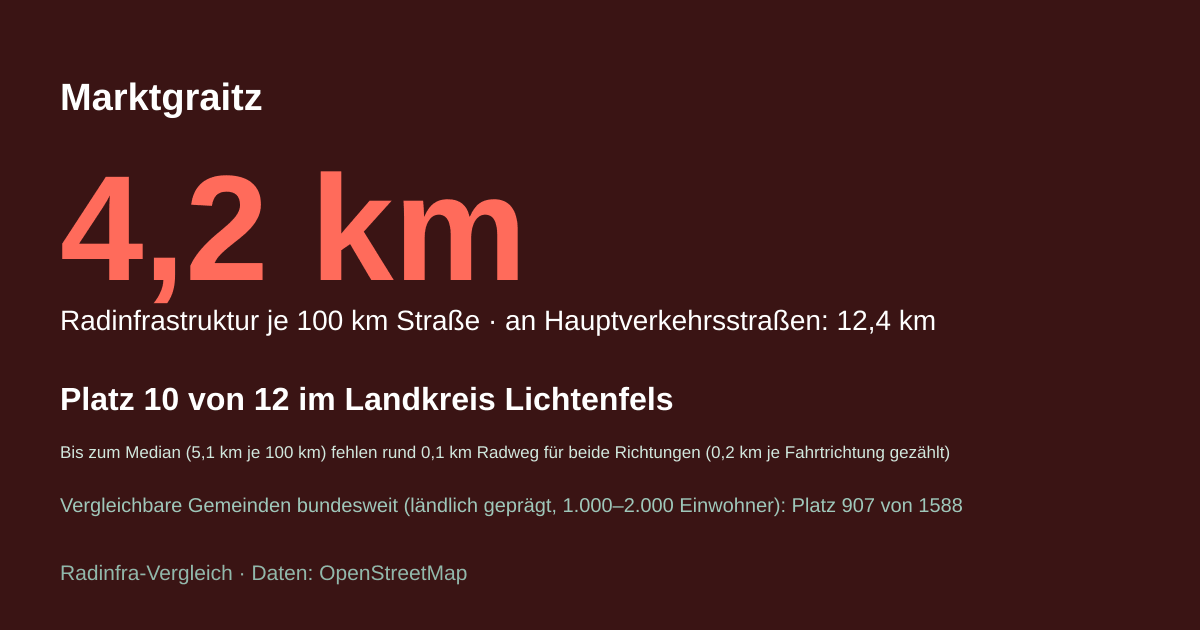 Marktgraitz
4,2 km
Radinfrastruktur je 100 km Straße · an Hauptverkehrsstraßen: 12,4 km
Platz 10 von 12 im Landkreis Lichtenfels
Bis zum Median (5,1 km je 100 km) fehlen rund 0,1 km Radweg für beide Richtungen (0,2 km je Fahrtrichtung gezählt)
Vergleichbare Gemeinden bundesweit (ländlich geprägt, 1.000–2.000 Einwohner): Platz 907 von 1588
Radinfra-Vergleich · Daten: OpenStreetMap